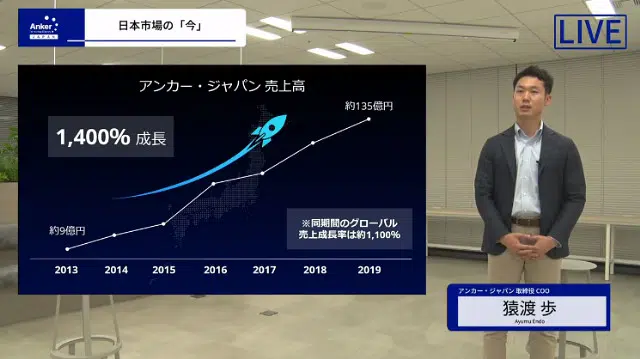 Anker
JAPAN
日本市場の「今」
LIVE
アンカー・ジャパン 売上高
1,400% 成長
約135億円
約9億円
※同期間のグローバル
売上成長率は約1,100%
2013 2014 2015 2016 2017 2018 2019
アンカー・ジャパン 取締役 COO
猿渡 歩
Ayumu Endo